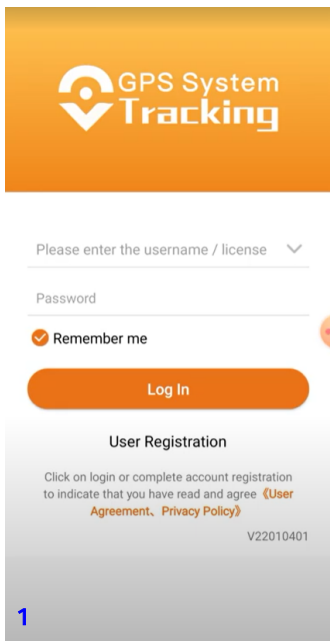 GPS System
Tracking
Please enter the username / license
Password
Remember me
Log In
User Registration
Click on login or complete account registration
to indicate that you have read and agree 《User
Agreement、Privacy Policy》
V22010401
1